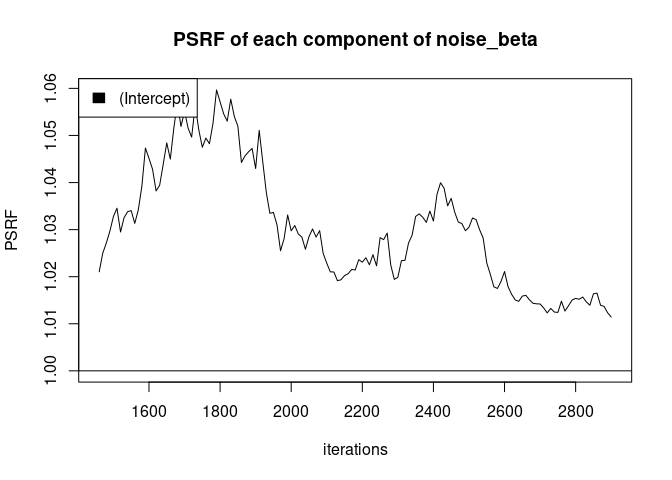 PSRF of each component of noise_beta
(Intercept)
PSRF
1.06
1.05
1.04
1.03
1.02
1.01
1.00
1600 1800 2000 2200 2400 2600 2800
iterations